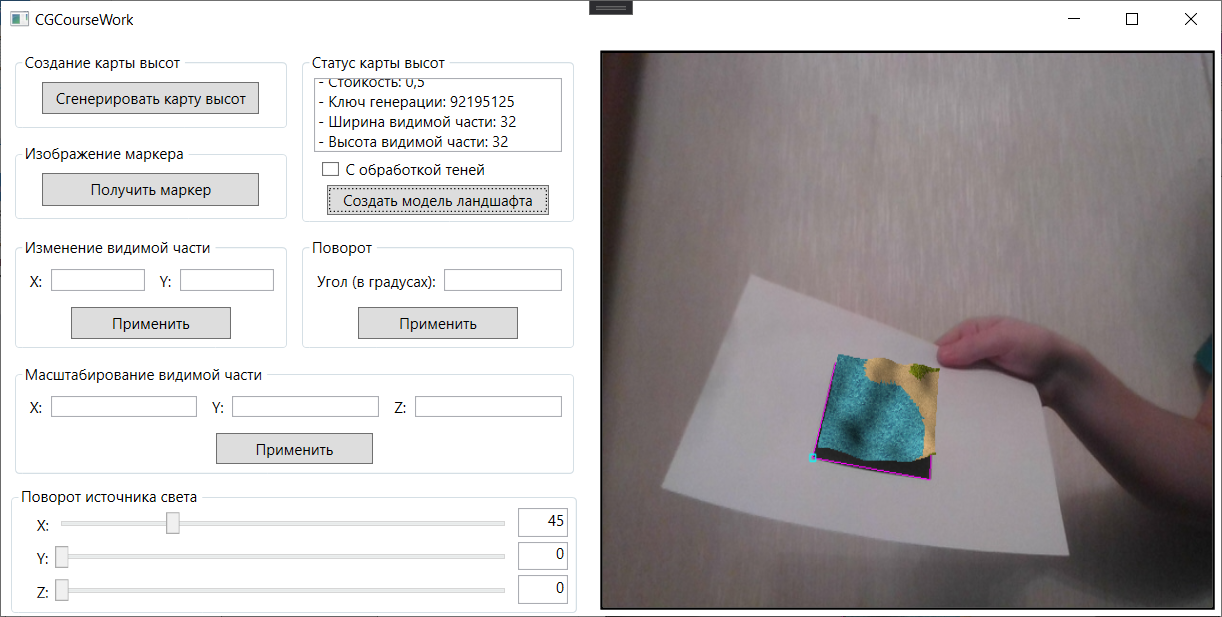 CGCourseWork
Создание карты высот
Сгенерировать карту высот
Изображение маркера
Получить маркер
Статус карты высот
- Стойкость: 0,5
- Ключ генерации: 92195125
- Ширина видимой части: 32
- Высота видимой части: 32
С обработкой теней
Создать модель ландшафта
Изменение видимой части
X:
Y:
Применить
Поворот
Угол (в градусах):
Применить
Масштабирование видимой части
X:
Y:
Z:
Применить
Поворот источника света
X:
45
Y:
0
Z:
0